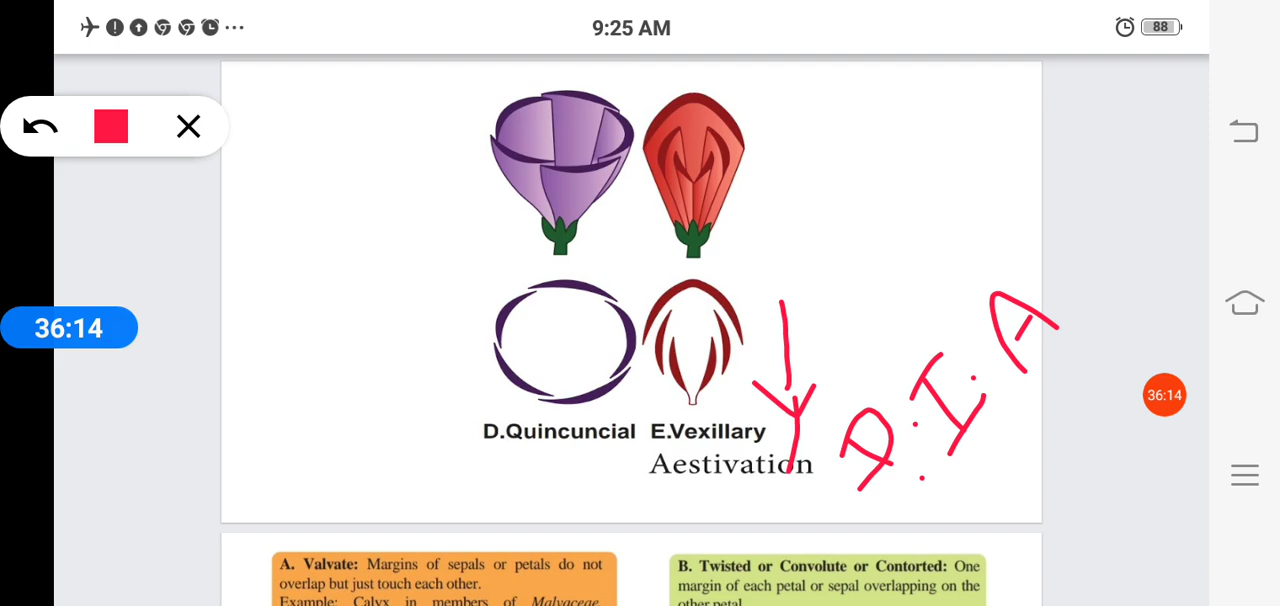 9:25 AM
88
36:14
36:14
D.I.A
D.Quincuncial E.Vexillary
Aestivation
A. Valvate: Margins of sepals or petals do not
overlap but just touch each other.
Example: Calyx in members of Malvaceae,
B. Twisted or Convolute or Contorted: One
margin of each petal or sepal overlapping on the
other petal.